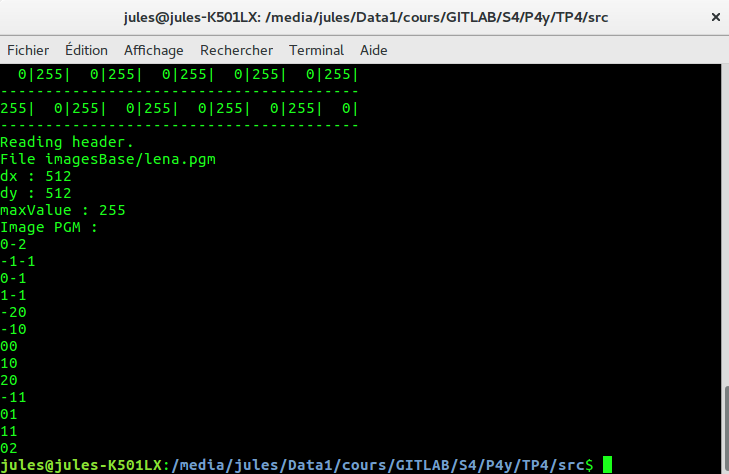 jules@jules-K501LX: /media/jules/Data1/cours/GITLAB/S4/P4y/TP4/src
Fichier Édition Affichage Rechercher Terminal Aide
  0|255|  0|255|  0|255|  0|255|  0|255|
----------------------------------------
255|  0|255|  0|255|  0|255|  0|255|  0|
----------------------------------------
Reading header.
File imagesBase/lena.pgm
dx : 512
dy : 512
maxValue : 255
Image PGM :
0-2
-1-1
0-1
1-1
-20
-10
00
10
20
-11
01
11
02
jules@jules-K501LX:/media/jules/Data1/cours/GITLAB/S4/P4y/TP4/src$